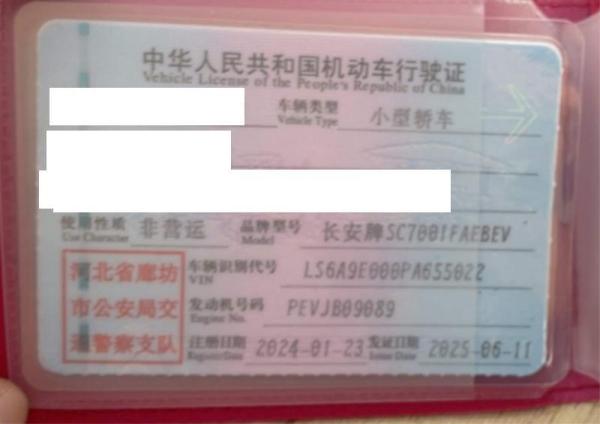 中华人民共和国机动车行驶证
Vehicle License of the People's Republic of China
车辆类型 小型轿车
Vehicle Type
使用性质 非营运 品牌型号 长安牌SC7001FAEBEV
Use Character Model
河北省廊坊 车辆识别代号 LS6A9E000PA655022
VIN
市公安局交 发动机号码 PEVJB09089
Engine No.
通警察支队 注册日期 2024-01-23 发证日期 2025-06-11
Register Date Issue Date